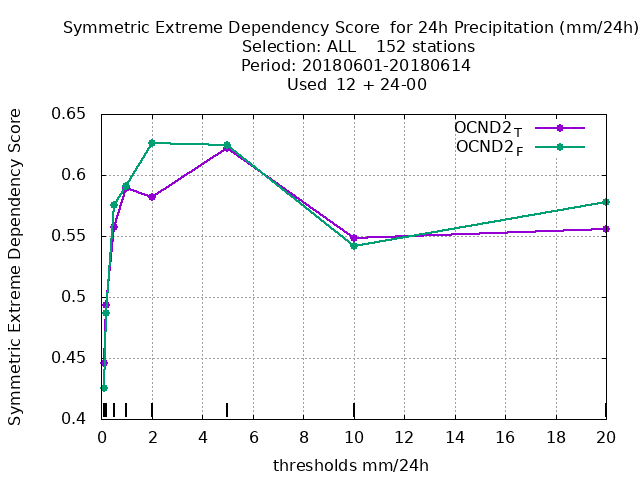 Symmetric Extreme Dependency Score  for 24h Precipitation (mm/24h)
Selection: ALL    152 stations
Period: 20180601-20180614
Used  12 + 24-00
OCND2T
OCND2F
Symmetric Extreme Dependency Score
0.65
0.6
0.55
0.5
0.45
0.4
0 2 4 6 8 10 12 14 16 18 20
thresholds mm/24h